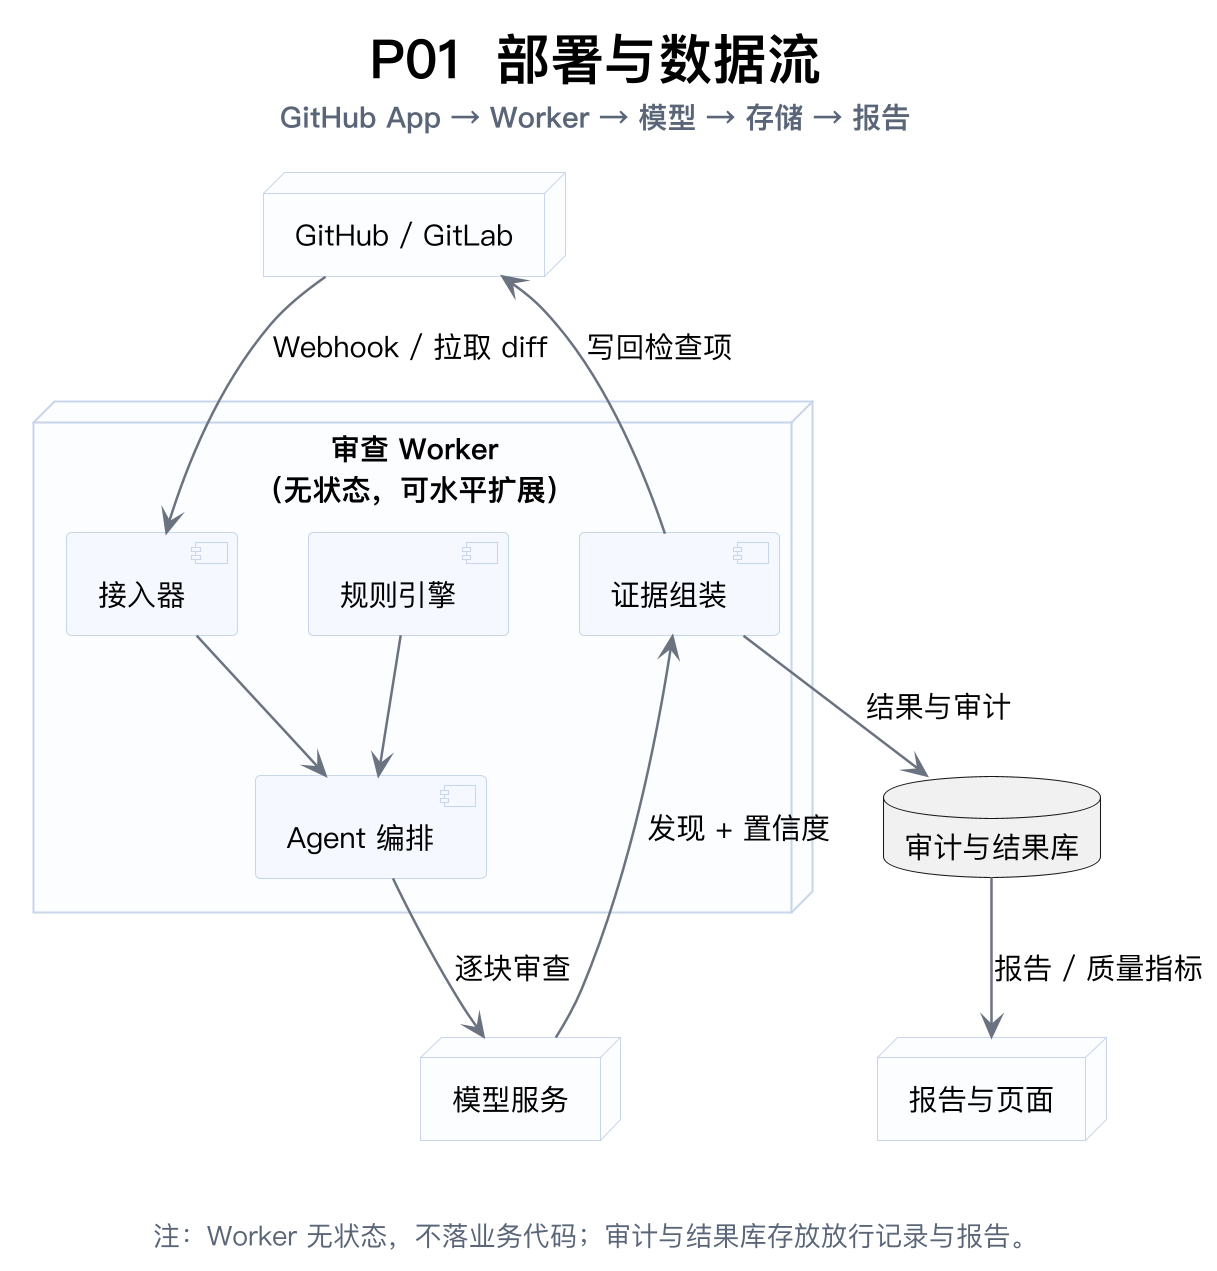 P01 部署与数据流
GitHub App → Worker → 模型 → 存储 → 报告
GitHub / GitLab
Webhook / 拉取 diff
写回检查项
审查 Worker
（无状态，可水平扩展）
接入器
规则引擎
证据组装
结果与审计
Agent 编排
发现 + 置信度
审计与结果库
逐块审查
报告 / 质量指标
模型服务
报告与页面
注：Worker 无状态，不落业务代码；审计与结果库存放放行记录与报告。